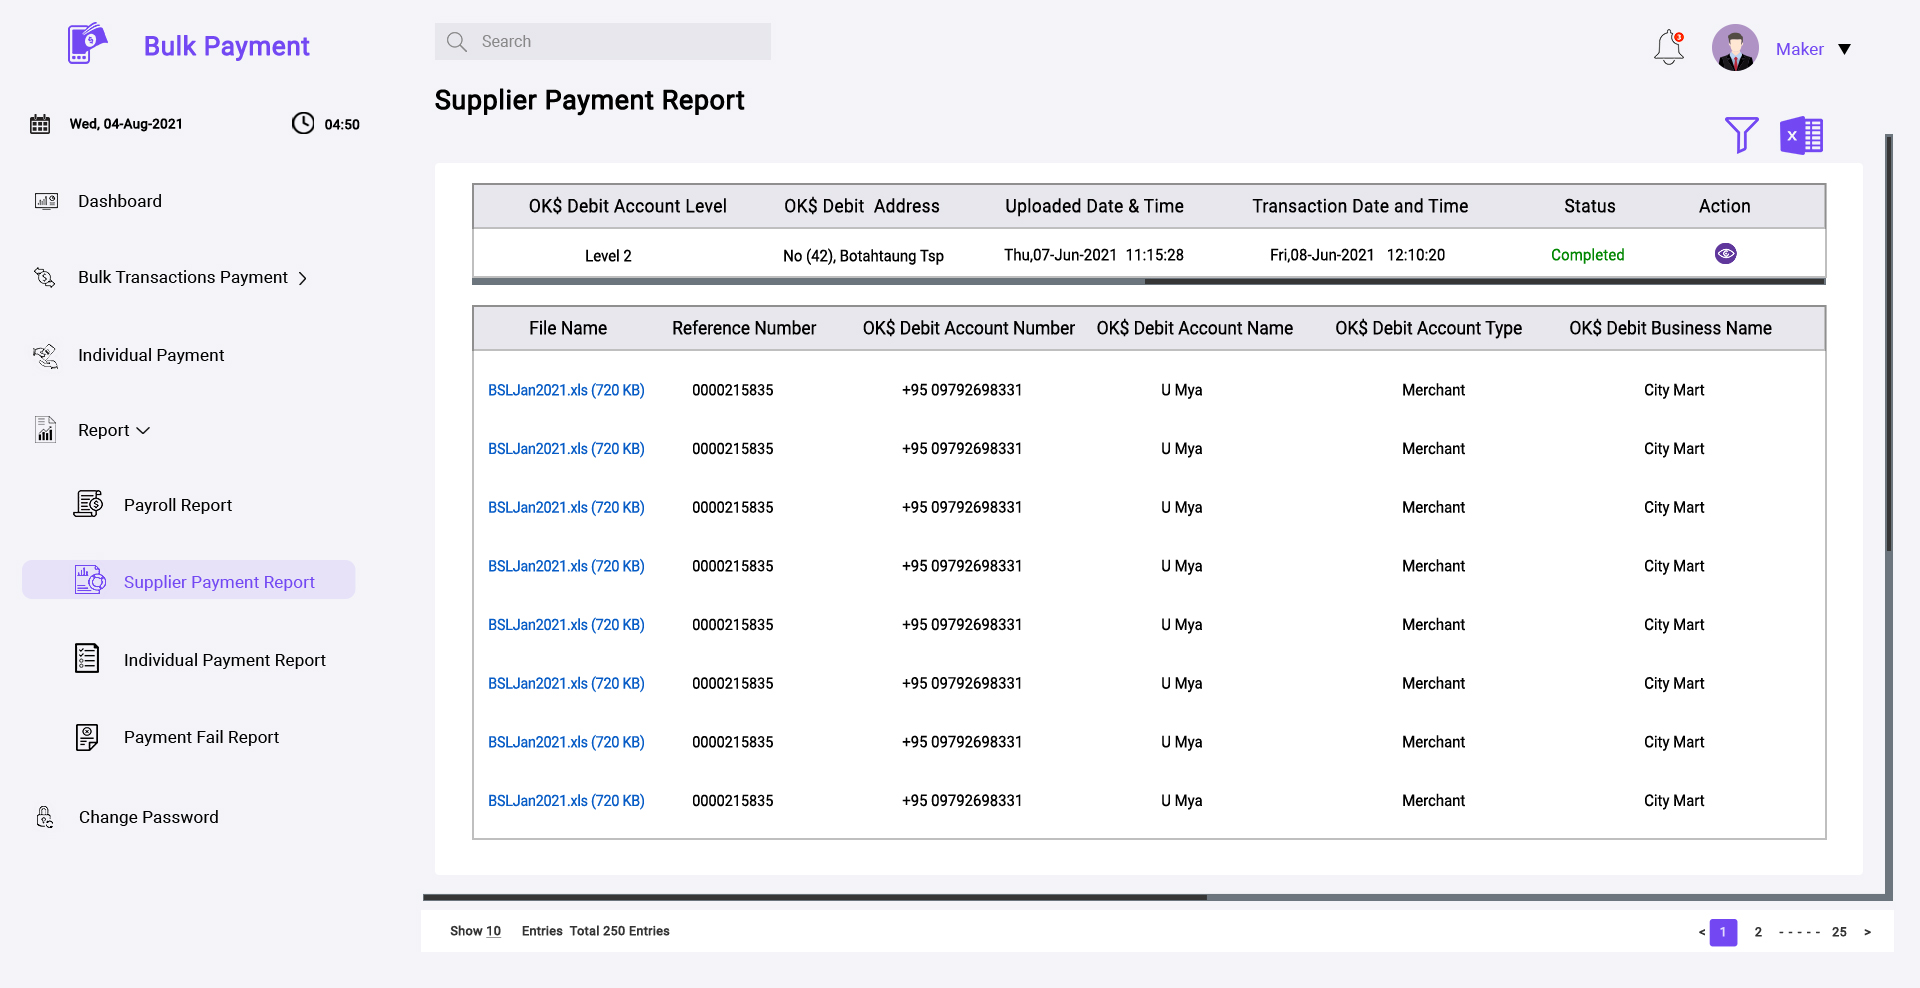 Bulk Payment
Search
3
Maker
Supplier Payment Report
Wed, 04-Aug-2021
04:50
Dashboard
Bulk Transactions Payment
Individual Payment
Report
Payroll Report
Supplier Payment Report
Individual Payment Report
Payment Fail Report
Change Password
X
OK$ Debit Account Level OK$ Debit Address Uploaded Date & Time Transaction Date and Time Status Action
Level 2 No (42), Botahtaung Tsp Thu,07-Jun-2021 11:15:28 Fri,08-Jun-2021 12:10:20 Completed
File Name Reference Number OK$ Debit Account Number OK$ Debit Account Name OK$ Debit Account Type OK$ Debit Business Name
BSLJan2021.xls (720 KB) 0000215835 +95 09792698331 U Mya Merchant City Mart
BSLJan2021.xls (720 KB) 0000215835 +95 09792698331 U Mya Merchant City Mart
BSLJan2021.xls (720 KB) 0000215835 +95 09792698331 U Mya Merchant City Mart
BSLJan2021.xls (720 KB) 0000215835 +95 09792698331 U Mya Merchant City Mart
BSLJan2021.xls (720 KB) 0000215835 +95 09792698331 U Mya Merchant City Mart
BSLJan2021.xls (720 KB) 0000215835 +95 09792698331 U Mya Merchant City Mart
BSLJan2021.xls (720 KB) 0000215835 +95 09792698331 U Mya Merchant City Mart
BSLJan2021.xls (720 KB) 0000215835 +95 09792698331 U Mya Merchant City Mart
Show 10 Entries Total 250 Entries
< 1 2 - - - - - 25 >